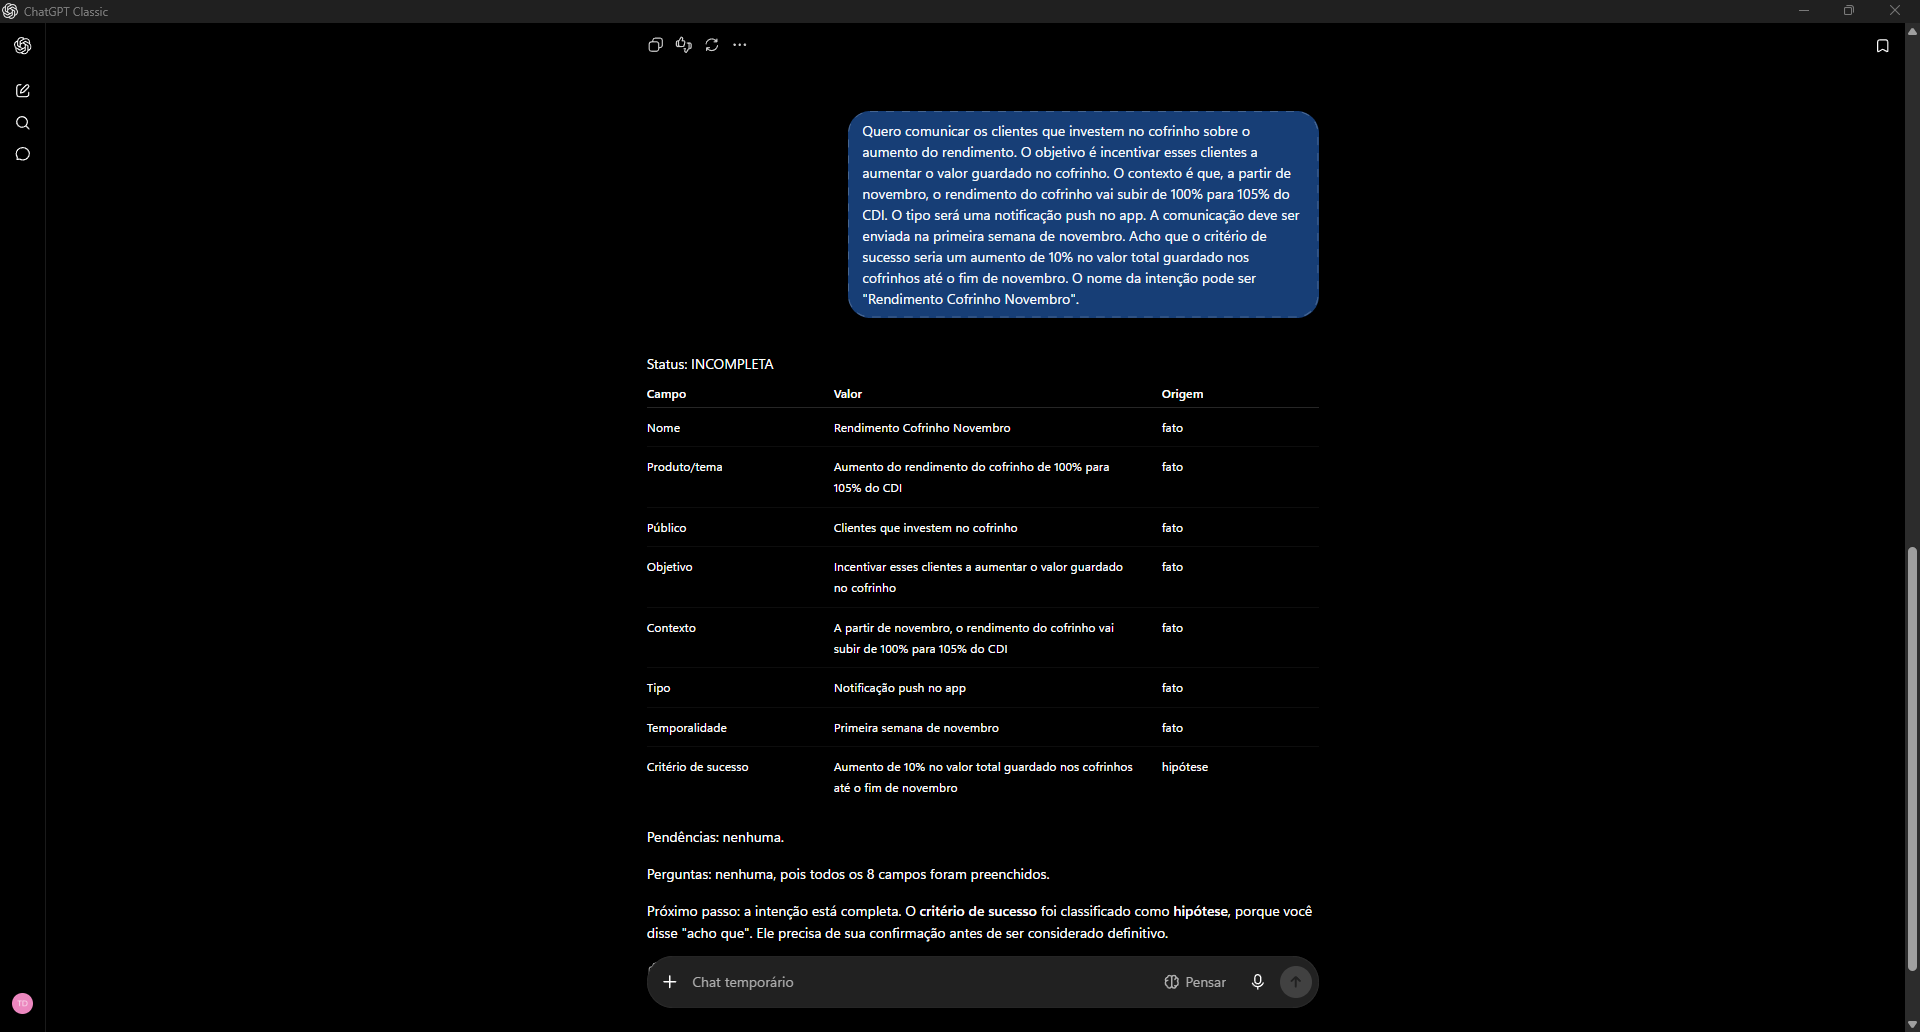 ChatGPT Classic
Quero comunicar os clientes que investem no cofrinho sobre o
aumento do rendimento. O objetivo é incentivar esses clientes a
aumentar o valor guardado no cofrinho. O contexto é que, a partir de
novembro, o rendimento do cofrinho vai subir de 100% para 105% do
CDI. O tipo será uma notificação push no app. A comunicação deve ser
enviada na primeira semana de novembro. Acho que o critério de
sucesso seria um aumento de 10% no valor total guardado nos
cofrinhos até o fim de novembro. O nome da intenção pode ser
"Rendimento Cofrinho Novembro".
Status: INCOMPLETA
Campo Valor Origem
Nome Rendimento Cofrinho Novembro fato
Produto/tema Aumento do rendimento do cofrinho de 100% para fato
105% do CDI
Público Clientes que investem no cofrinho fato
Objetivo Incentivar esses clientes a aumentar o valor guardado fato
no cofrinho
Contexto A partir de novembro, o rendimento do cofrinho vai fato
subir de 100% para 105% do CDI
Tipo Notificação push no app fato
Temporalidade Primeira semana de novembro fato
Critério de sucesso Aumento de 10% no valor total guardado nos cofrinhos hipótese
até o fim de novembro
Pendências: nenhuma.
Perguntas: nenhuma, pois todos os 8 campos foram preenchidos.
Próximo passo: a intenção está completa. O critério de sucesso foi classificado como hipótese, porque você
disse "acho que". Ele precisa de sua confirmação antes de ser considerado definitivo.
Chat temporário Pensar
TD